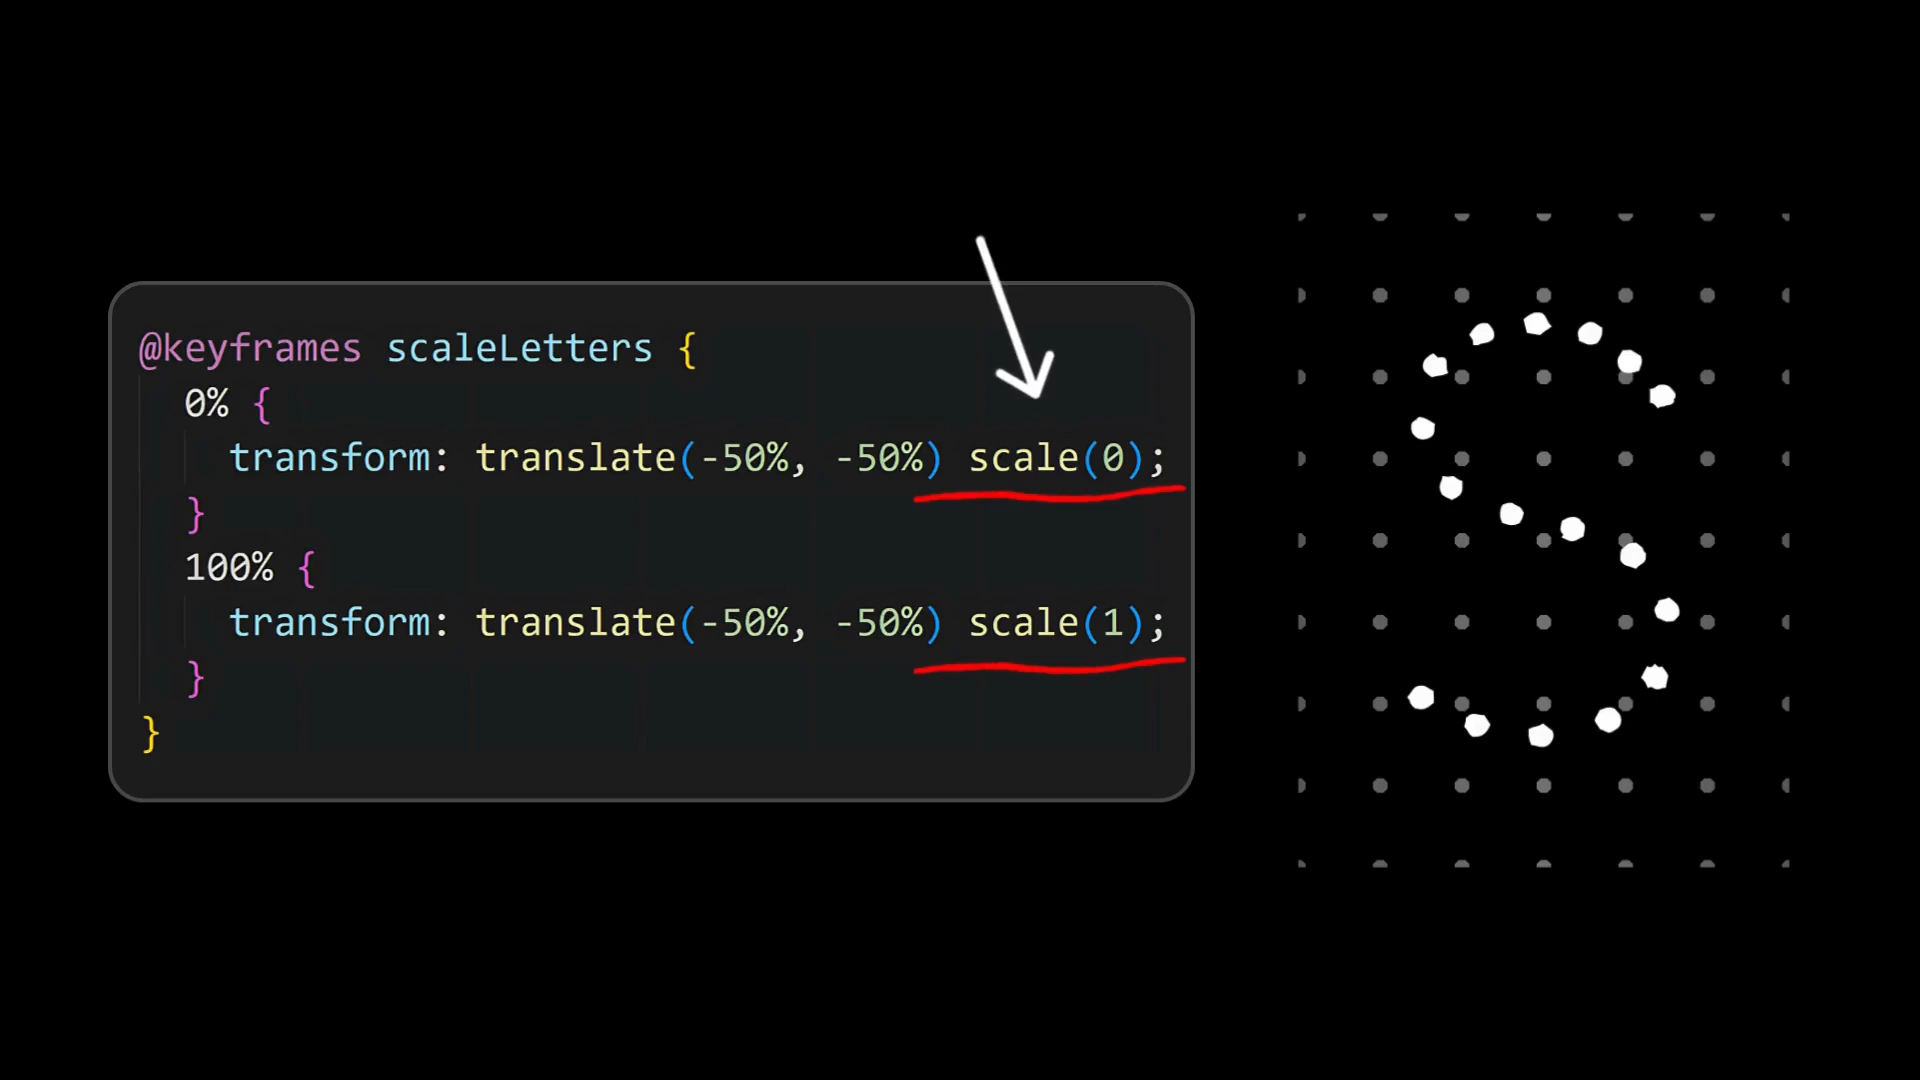 @keyframes scaleLetters {
0% {
transform: translate(-50%, -50%) scale(0);
}
100% {
transform: translate(-50%, -50%) scale(1);
}
}
S